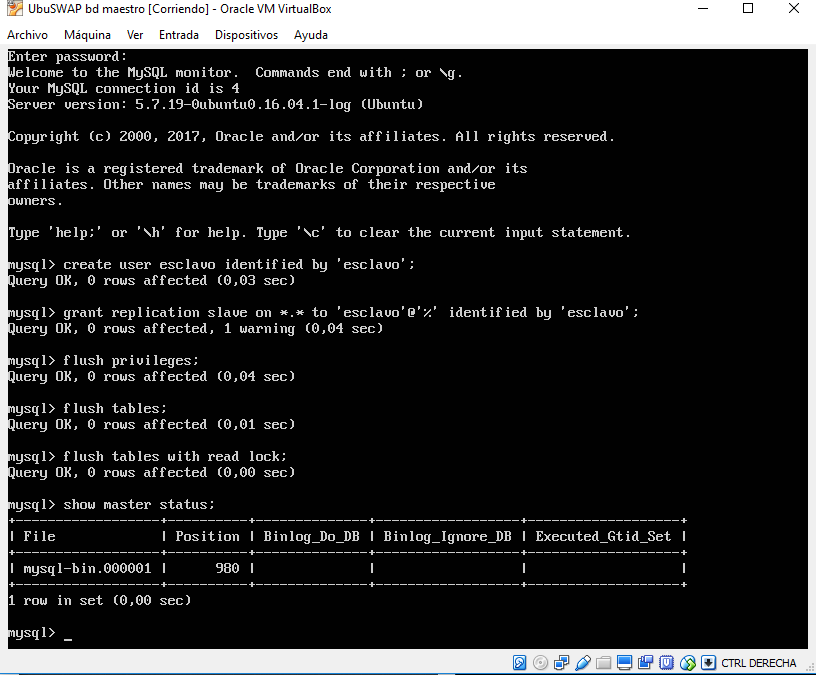 UbuSWAP bd maestro [Corriendo] - Oracle VM VirtualBox
Archivo Máquina Ver Entrada Dispositivos Ayuda
Enter password:
Welcome to the MySQL monitor.  Commands end with ; or \g.
Your MySQL connection id is 4
Server version: 5.7.19-0ubuntu0.16.04.1-log (Ubuntu)
Copyright (c) 2000, 2017, Oracle and/or its affiliates. All rights reserved.
Oracle is a registered trademark of Oracle Corporation and/or its
affiliates. Other names may be trademarks of their respective
owners.
Type 'help;' or '\h' for help. Type '\c' to clear the current input statement.
mysql> create user esclavo identified by 'esclavo';
Query OK, 0 rows affected (0,03 sec)
mysql> grant replication slave on *.* to 'esclavo'@'%' identified by 'esclavo';
Query OK, 0 rows affected, 1 warning (0,04 sec)
mysql> flush privileges;
Query OK, 0 rows affected (0,04 sec)
mysql> flush tables;
Query OK, 0 rows affected (0,01 sec)
mysql> flush tables with read lock;
Query OK, 0 rows affected (0,00 sec)
mysql> show master status;
+------------------+----------+--------------+------------------+-------------------+
| File             | Position | Binlog_Do_DB | Binlog_Ignore_DB | Executed_Gtid_Set |
+------------------+----------+--------------+------------------+-------------------+
| mysql-bin.000001 |      980 |              |                  |                   |
+------------------+----------+--------------+------------------+-------------------+
1 row in set (0,00 sec)
mysql> _
CTRL DERECHA